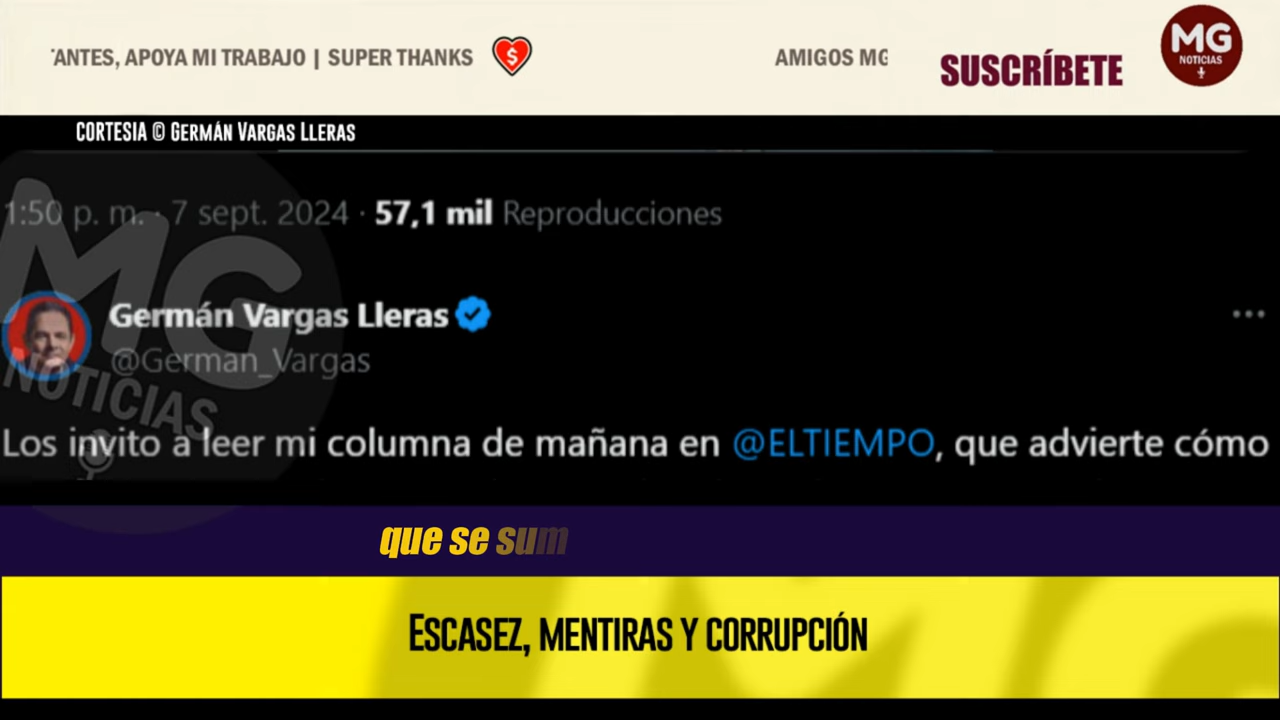 ANTES, APOYA MI TRABAJO | SUPER THANKS
$
AMIGOS MG
SUSCRÍBETE
MG
NOTICIAS
CORTESIA © GERMÁN VARGAS LLERAS
1:50 p. m. · 7 sept. 2024 · 57,1 mil Reproducciones
Germán Vargas Lleras
@German_Vargas
MG
NOTICIAS
Los invito a leer mi columna de mañana en @ELTIEMPO, que advierte cómo
que se sum
ESCASEZ, MENTIRAS Y CORRUPCIÓN